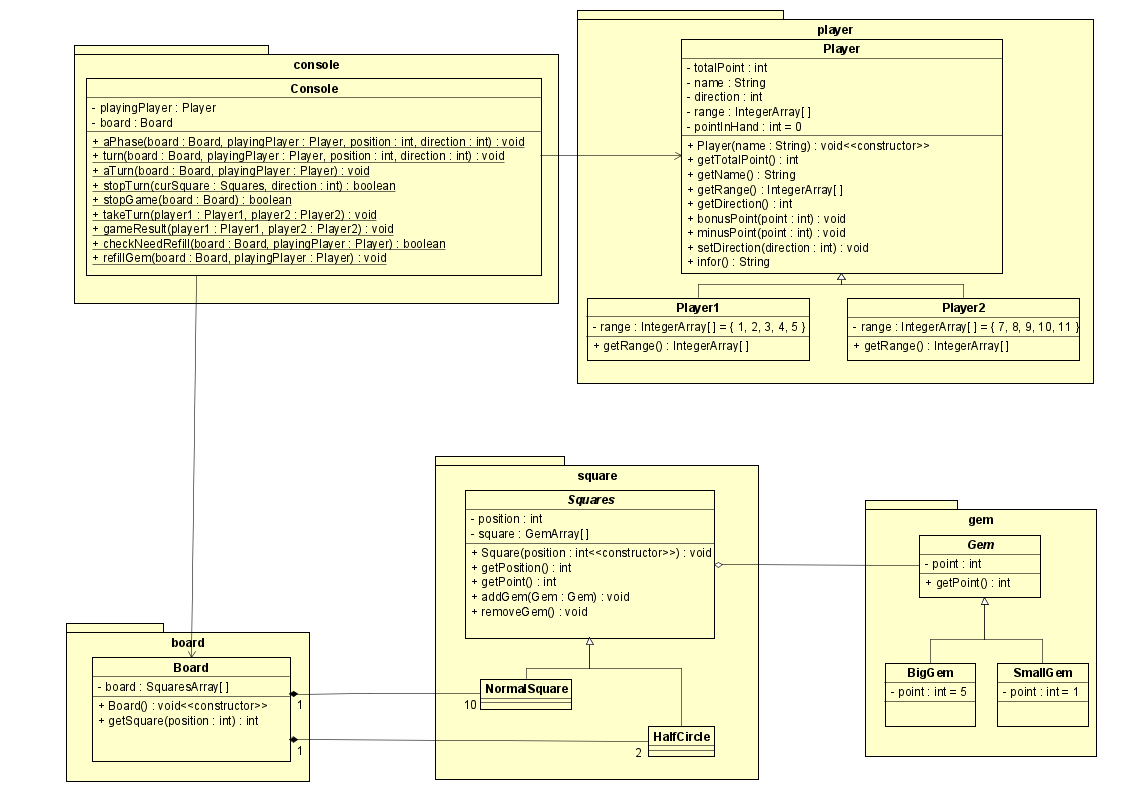 console
Console
- playingPlayer : Player
- board : Board
+ aPhase(board : Board, playingPlayer : Player, position : int, direction : int) : void
+ turn(board : Board, playingPlayer : Player, position : int, direction : int) : void
+ aTurn(board : Board, playingPlayer : Player) : void
+ stopTurn(curSquare : Squares, direction : int) : boolean
+ stopGame(board : Board) : boolean
+ takeTurn(player1 : Player1, player2 : Player2) : void
+ gameResult(player1 : Player1, player2 : Player2) : void
+ checkNeedRefill(board : Board, playingPlayer : Player) : boolean
+ refillGem(board : Board, playingPlayer : Player) : void
player
Player
- totalPoint : int
- name : String
- direction : int
- range : IntegerArray[]
- pointInHand : int = 0
+ Player(name : String) : void<<constructor>>
+ getTotalPoint() : int
+ getName() : String
+ getRange() : IntegerArray[]
+ getDirection() : int
+ bonusPoint(point : int) : void
+ minusPoint(point : int) : void
+ setDirection(direction : int) : void
+ infor() : String
Player1
- range : IntegerArray[] = { 1, 2, 3, 4, 5 }
+ getRange() : IntegerArray[]
Player2
- range : IntegerArray[] = { 7, 8, 9, 10, 11 }
+ getRange() : IntegerArray[]
square
Squares
- position : int
- square : GemArray[]
+ Square(position : int<<constructor>>) : void
+ getPosition() : int
+ getPoint() : int
+ addGem(Gem : Gem) : void
+ removeGem() : void
NormalSquare
10
HalfCircle
2
gem
Gem
- point : int
+ getPoint() : int
BigGem
- point : int = 5
SmallGem
- point : int = 1
board
Board
- board : SquaresArray[]
+ Board() : void<<constructor>>
+ getSquare(position : int) : int
1
1